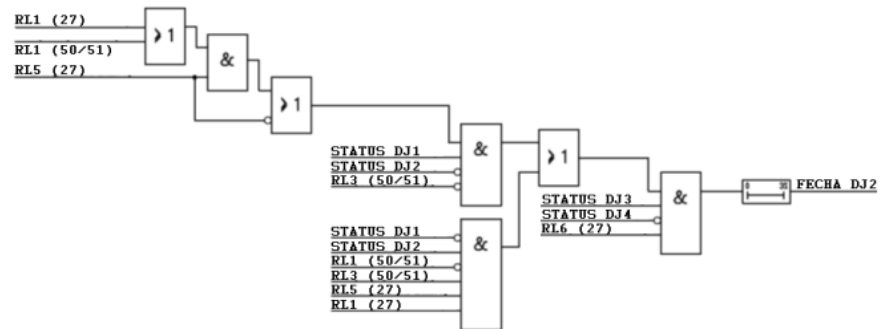 RL1 (27)
RL1 (50/51)
RL5 (27)
≥ 1
&
≥ 1
STATUS DJ1
STATUS DJ2
RL3 (50/51)
&
≥ 1
STATUS DJ3
STATUS DJ4
RL6 (27)
&
FECHA DJ2
STATUS DJ1
STATUS DJ2
RL1 (50/51)
RL3 (50/51)
RL5 (27)
RL1 (27)
&